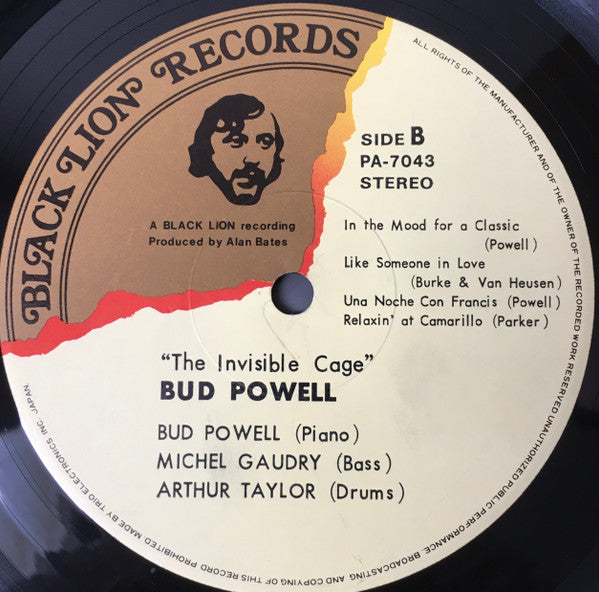 BLACK LION RECORDS
A BLACK LION recording
Produced by Alan Bates
SIDE B
PA-7043
STEREO
In the Mood for a Classic
(Powell)
Like Someone in Love
(Burke & Van Heusen)
Una Noche Con Francis (Powell)
Relaxin' at Camarillo (Parker)
“The Invisible Cage”
BUD POWELL
BUD POWELL (Piano)
MICHEL GAUDRY (Bass)
ARTHUR TAYLOR (Drums)
ALL RIGHTS OF THE MANUFACTURER AND OF THE OWNER OF THE RECORDED WORK RESERVED UNAUTHORIZED PUBLIC PERFORMANCE. BROADCASTING AND COPYING OF THIS RECORD PROHIBITED MADE BY TRIO ELECTRONICS INC. JAPAN.